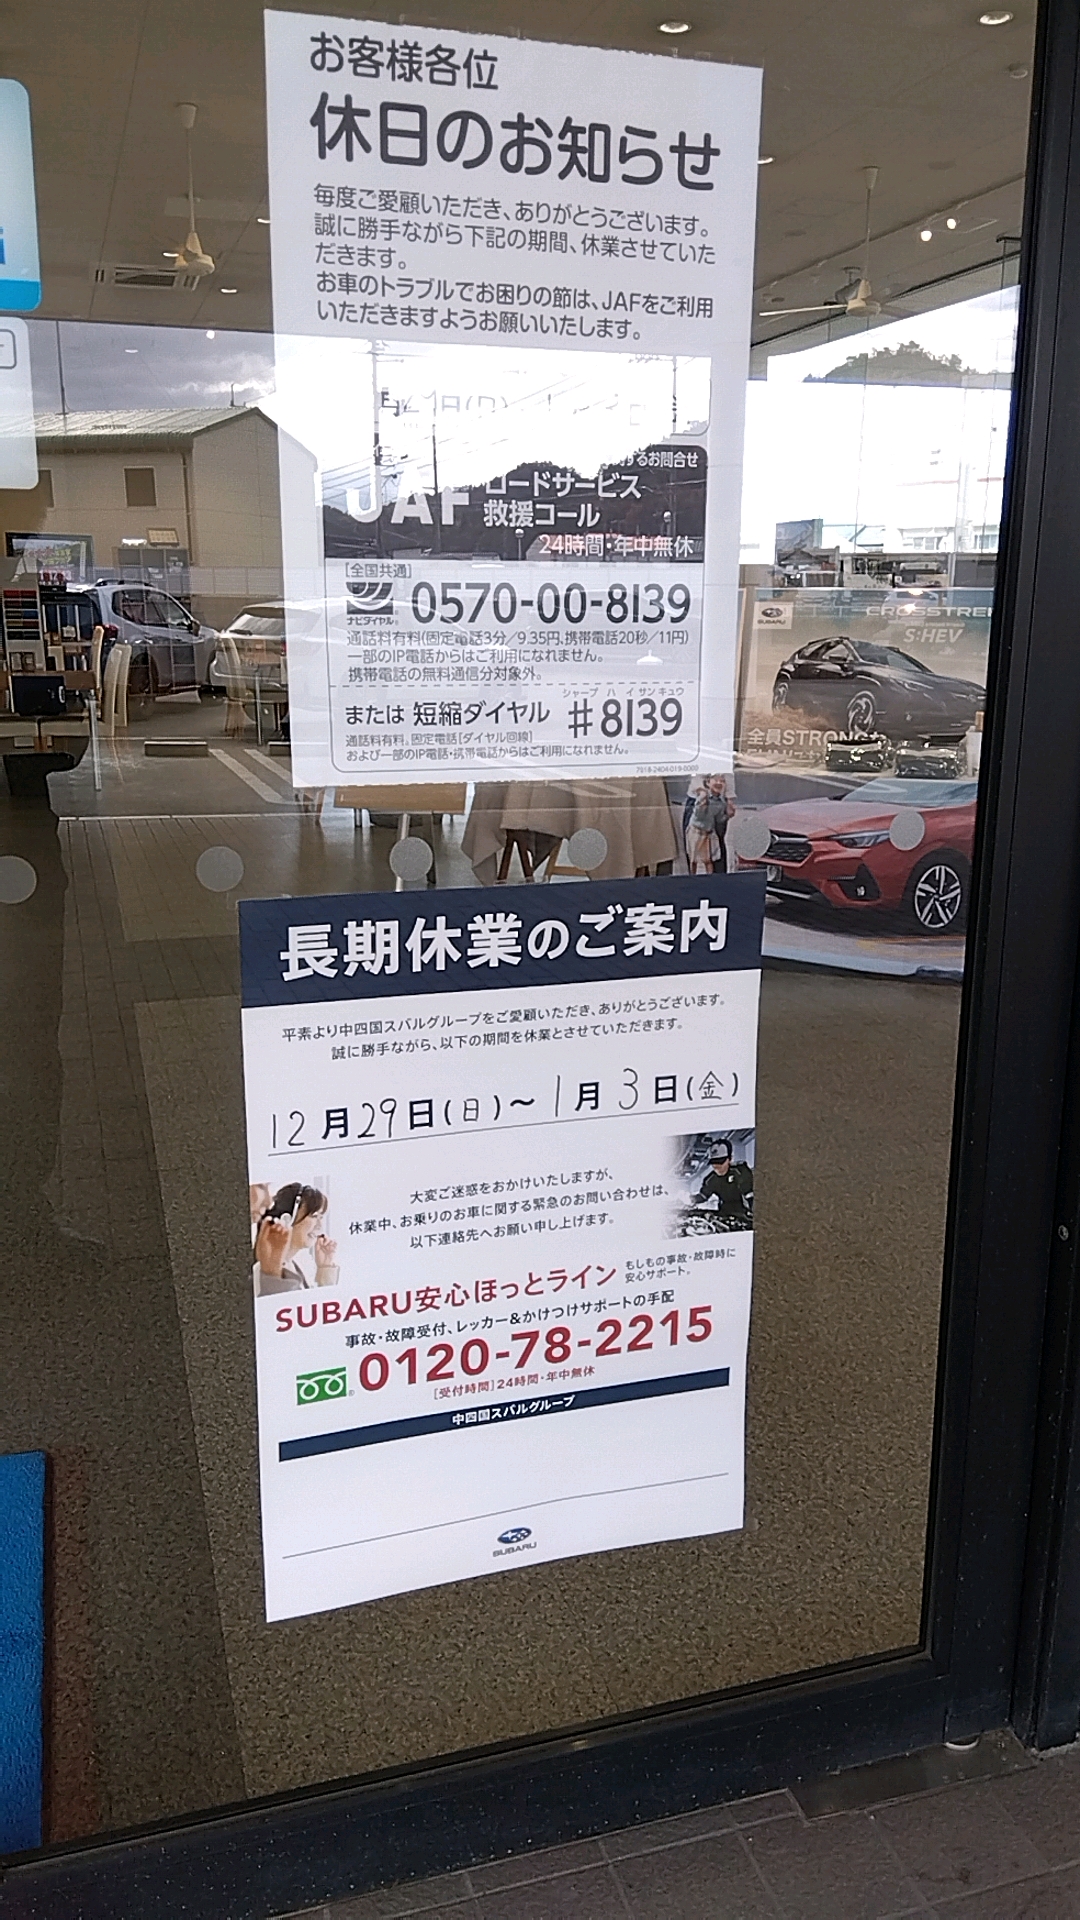 お客様各位
休日のお知らせ
毎度ご愛顧いただき、ありがとうございます。
誠に勝手ながら下記の期間、休業させていた
だきます。
お車のトラブルでお困りの節は、JAFをご利用
いただきますようお願いいたします。
るお問合せ
JAF ロードサービス
救援コール
24時間・年中無休
[全国共通]
ナビダイヤル® 0570-00-8139
通話料有料(固定電話3分/9.35円、携帯電話20秒/11円)
一部のIP電話からはご利用になれません。
携帯電話の無料通信分対象外。
シャープ ハ イ サンキュウ
または 短縮ダイヤル #8139
通話料有料。固定電話[ダイヤル回線]
および一部のIP電話・携帯電話からはご利用になれません。
7918-2404-019-0000
SUBARU
CROSSTREK
S:HEV
全員STRONG
長期休業のご案内
平素より中四国スバルグループをご愛顧いただき、ありがとうございます。
誠に勝手ながら、以下の期間を休業とさせていただきます。
12月29日(日)~1月3日(金)
大変ご迷惑をおかけいたしますが、
休業中、お乗りのお車に関する緊急のお問い合わせは、
以下連絡先へお願い申し上げます。
SUBARU安心ほっとライン もしもの事故・故障時に
安心サポート。
事故・故障受付、レッカー&かけつけサポートの手配
0120-78-2215
[受付時間]24時間・年中無休
中四国スバルグループ
SUBARU